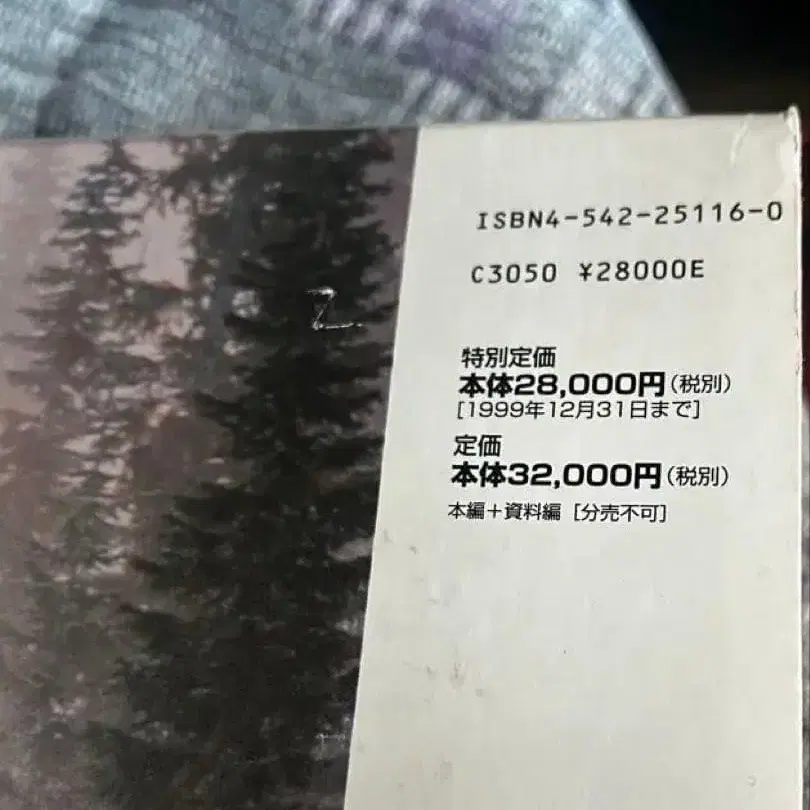 ISBN4-542-25116-0
C3050 ¥28000E
特別定価
本体28,000円(税別)
[1999年12月31日まで]
定価
本体32,000円(税別)
本編+資料編 [分売不可]